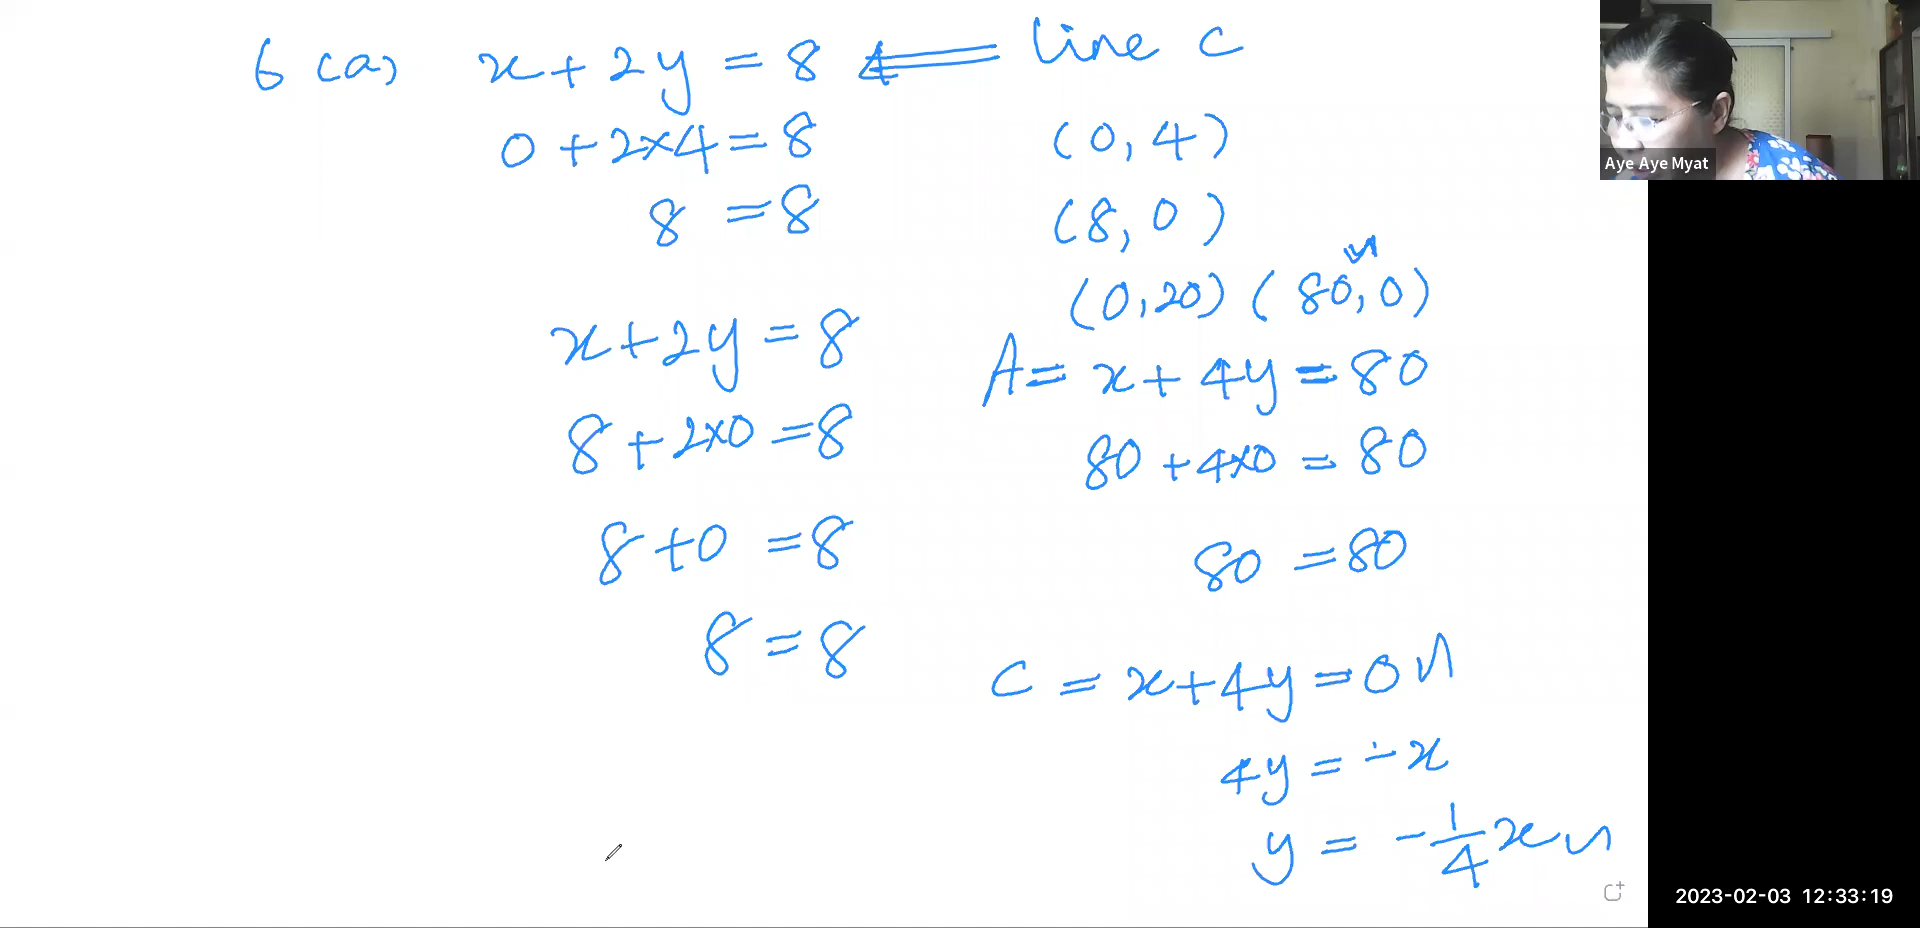 6 (a) x + 2y = 8 ⇐ line C
0 + 2×4 = 8
8 = 8
x + 2y = 8
8 + 2×0 = 8
8 + 0 = 8
8 = 8
(0, 4)
(8, 0)
(0, 20) (80, 0)
A = x + 4y = 80
80 + 4×0 = 80
80 = 80
C = x + 4y = 0
4y = -x
y = -1/4 x
Aye Aye Myat
2023-02-03 12:33:19